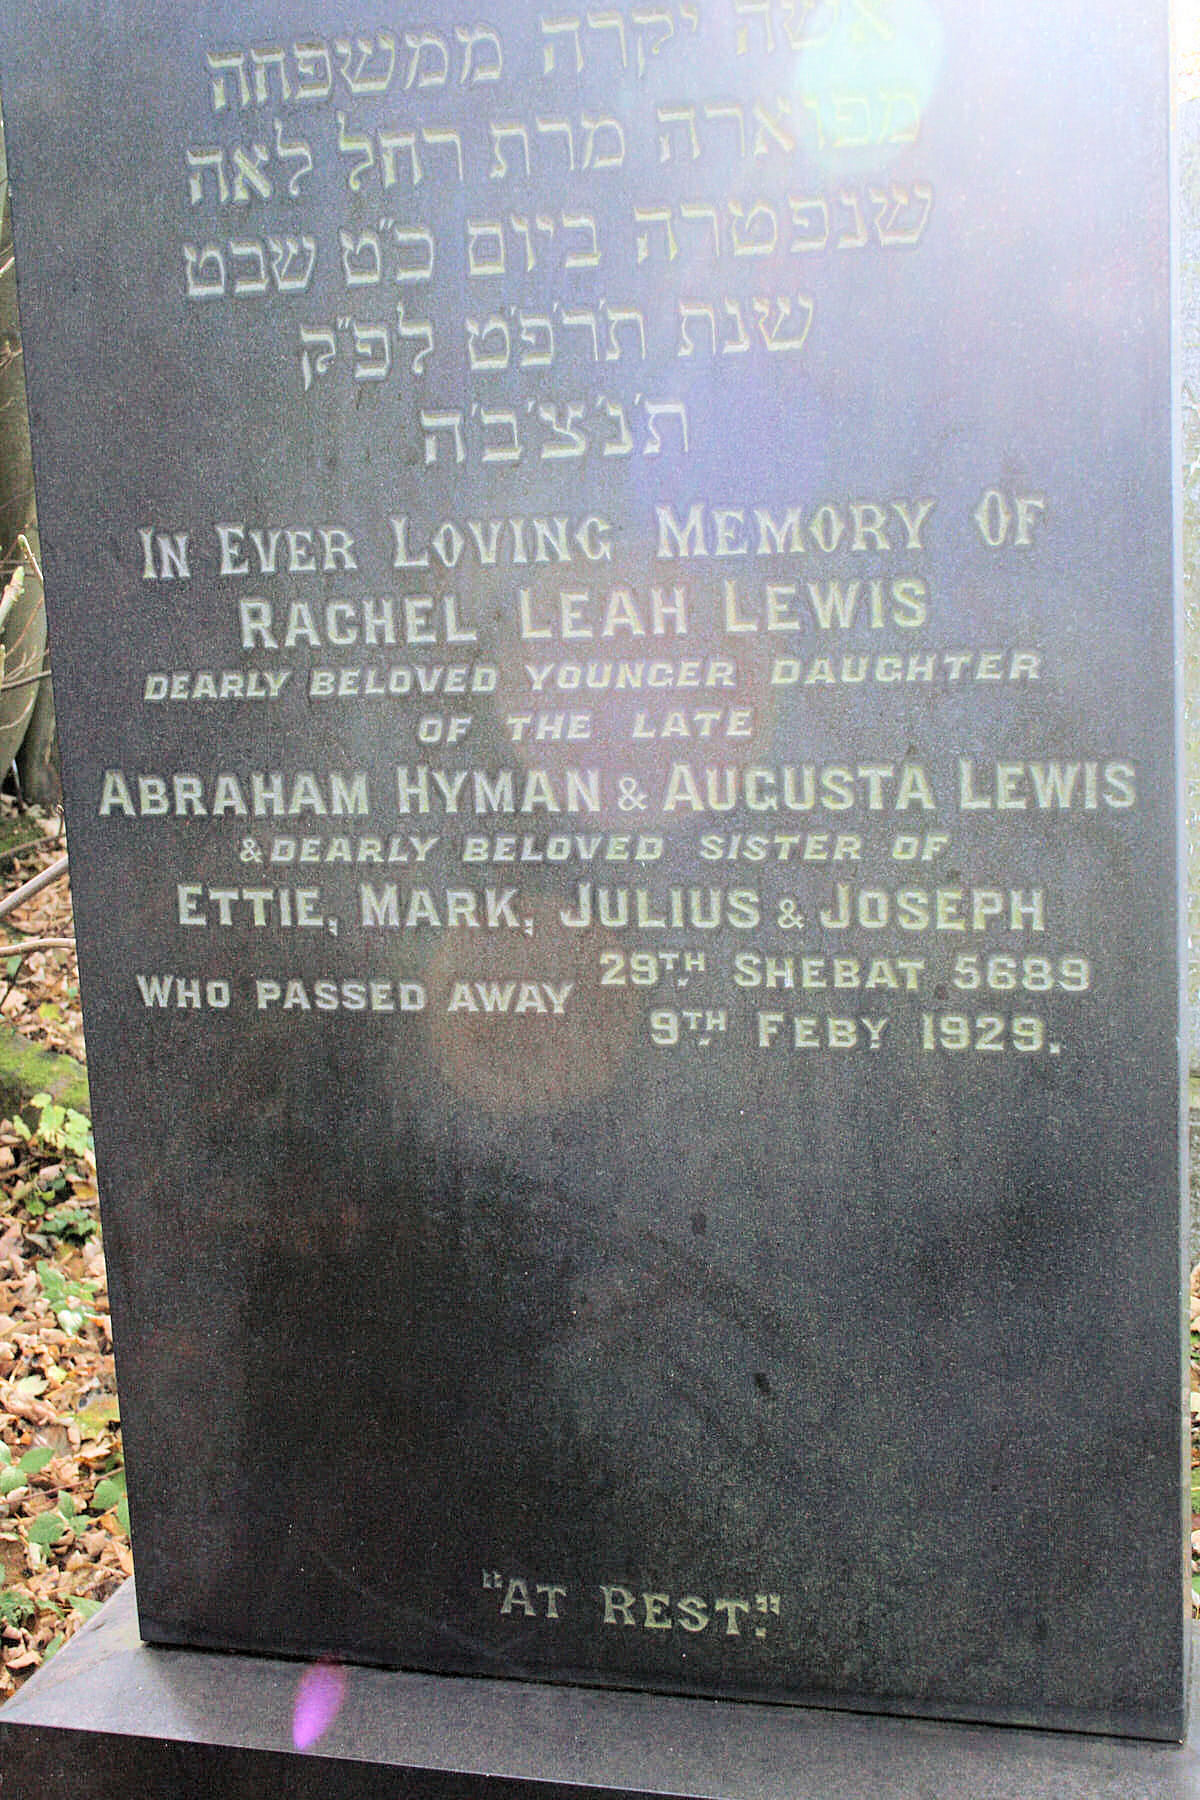 אשה יקרה ממשפחה
מפוארה מרת רחל לאה
שנפטרה ביום כ״ט שבט
שנת ת׳ר׳פ׳ט לפ״ק
ת׳נ׳צ׳ב׳ה
IN EVER LOVING MEMORY OF
RACHEL LEAH LEWIS
DEARLY BELOVED YOUNGER DAUGHTER
OF THE LATE
ABRAHAM HYMAN & AUGUSTA LEWIS
& DEARLY BELOVED SISTER OF
ETTIE, MARK, JULIUS & JOSEPH
WHO PASSED AWAY 29TH SHEBAT 5689
9TH FEBY 1929.
"AT REST."